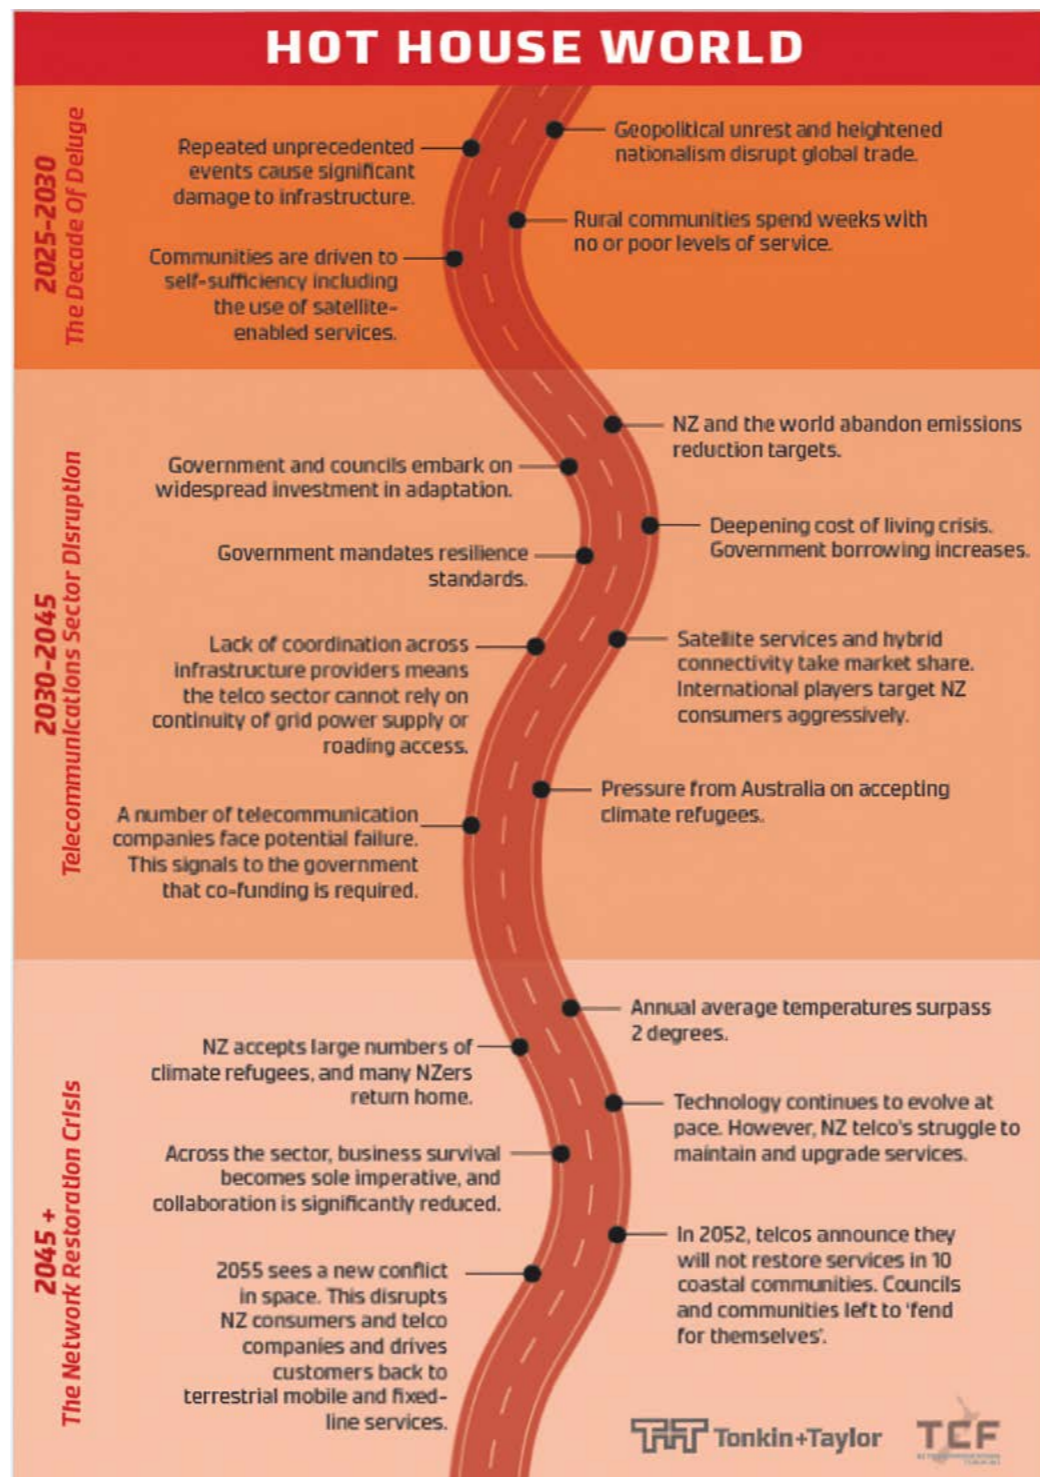 HOT HOUSE WORLD
2025-2030
The Decade Of Deluge
Geopolitical unrest and heightened
nationalism disrupt global trade.
Repeated unprecedented
events cause significant
damage to infrastructure.
Rural communities spend weeks with
no or poor levels of service.
Communities are driven to
self-sufficiency including
the use of satellite-
enabled services.
2030-2045
Telecommunications Sector Disruption
NZ and the world abandon emissions
reduction targets.
Government and councils embark on
widespread investment in adaptation.
Deepening cost of living crisis.
Government borrowing increases.
Government mandates resilience
standards.
Satellite services and hybrid
connectivity take market share.
International players target NZ
consumers aggressively.
Lack of coordination across
infrastructure providers means
the telco sector cannot rely on
continuity of grid power supply or
roading access.
Pressure from Australia on accepting
climate refugees.
A number of telecommunication
companies face potential failure.
This signals to the government
that co-funding is required.
2045 +
The Network Restoration Crisis
Annual average temperatures surpass
2 degrees.
NZ accepts large numbers of
climate refugees, and many NZers
return home.
Technology continues to evolve at
pace. However, NZ telco's struggle to
maintain and upgrade services.
Across the sector, business survival
becomes sole imperative, and
collaboration is significantly reduced.
In 2052, telcos announce they
will not restore services in 10
coastal communities. Councils
and communities left to 'fend
for themselves'.
2055 sees a new conflict
in space. This disrupts
NZ consumers and telco
companies and drives
customers back to
terrestrial mobile and fixed-
line services.
T+T Tonkin+Taylor
TCF